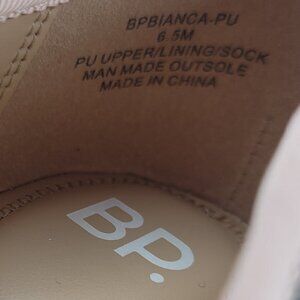 BPBIANCA-PU
6.5M
PU UPPER/LINING/SOCK
MAN MADE OUTSOLE
MADE IN CHINA
BP.